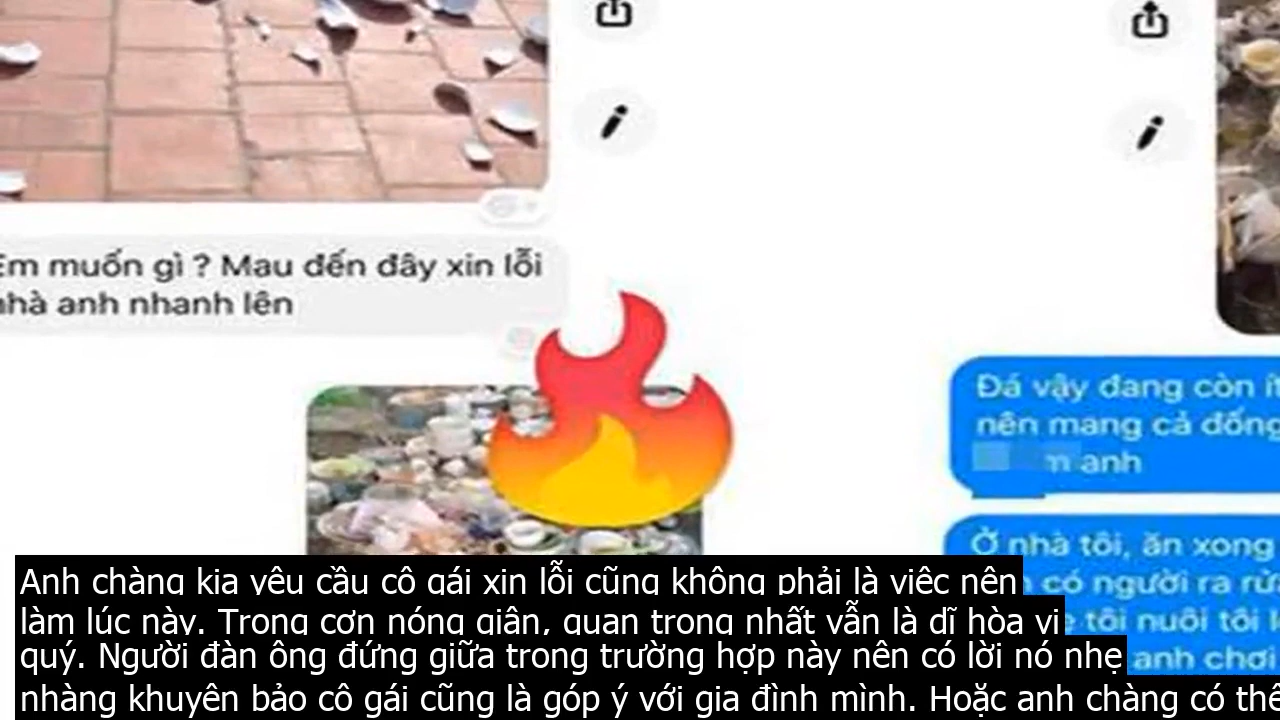 Em muốn gì ? Mau đến đây xin lỗi
nhà anh nhanh lên
Đá vậy đang còn ít
nên mang cả đống
anh
Ở nhà tôi, ăn xong
có người ra rửa
tôi nuôi tôi
anh chơi
Anh chàng kia yêu cầu cô gái xin lỗi cũng không phải là việc nên
làm lúc này. Trong cơn nóng giận, quan trọng nhất vẫn là dĩ hòa vi
quý. Người đàn ông đứng giữa trong trường hợp này nên có lời nó nhẹ
nhàng khuyên bảo cô gái cũng là góp ý với gia đình mình. Hoặc anh chàng có thể